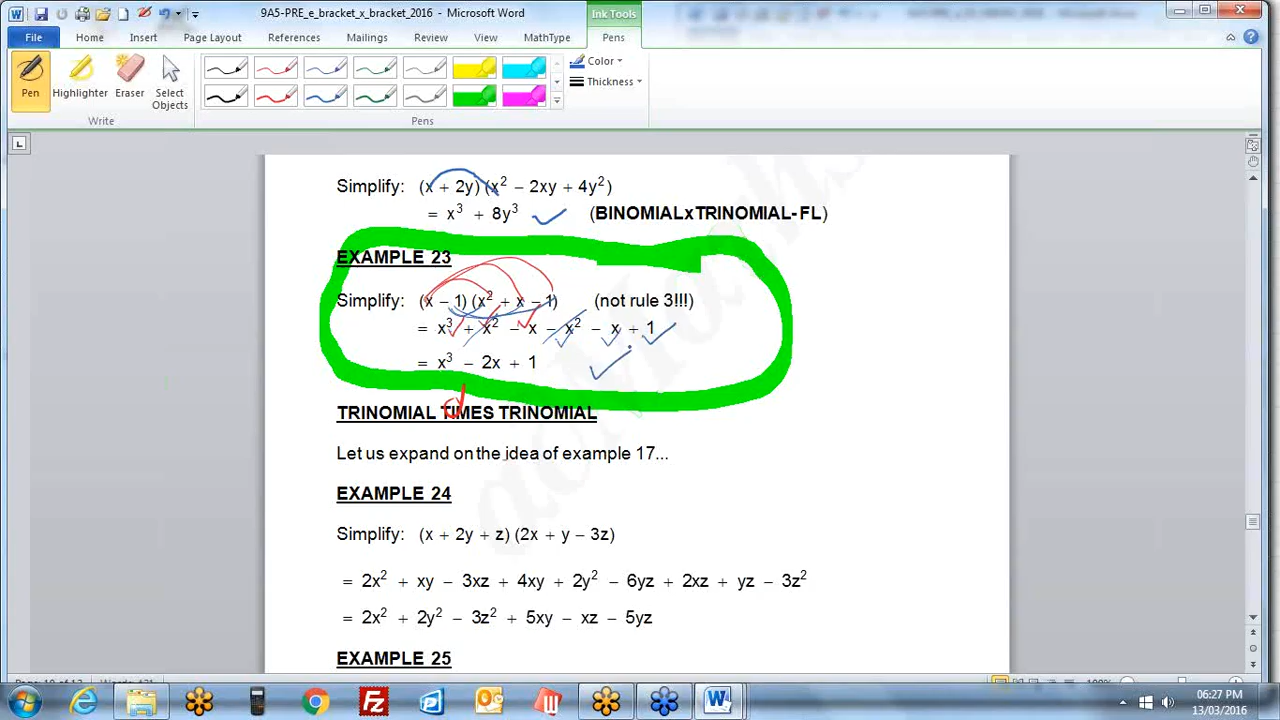 9A5-PRE_e_bracket_x_bracket_2016 - Microsoft Word
Ink Tools
File Home Insert Page Layout References Mailings Review View MathType Pens
Color
Thickness
Pen Highlighter Eraser Select Objects
Write Pens
Simplify: (x + 2y) (x² − 2xy + 4y²)
= x³ + 8y³ (BINOMIALxTRINOMIAL-FL)
EXAMPLE 23
Simplify: (x − 1) (x² + x − 1) (not rule 3!!!)
= x³ + x² − x − x² − x + 1
= x³ − 2x + 1
TRINOMIAL TIMES TRINOMIAL
Let us expand on the idea of example 17...
EXAMPLE 24
Simplify: (x + 2y + z) (2x + y − 3z)
= 2x² + xy − 3xz + 4xy + 2y² − 6yz + 2xz + yz − 3z²
= 2x² + 2y² − 3z² + 5xy − xz − 5yz
EXAMPLE 25
06:27 PM
13/03/2016